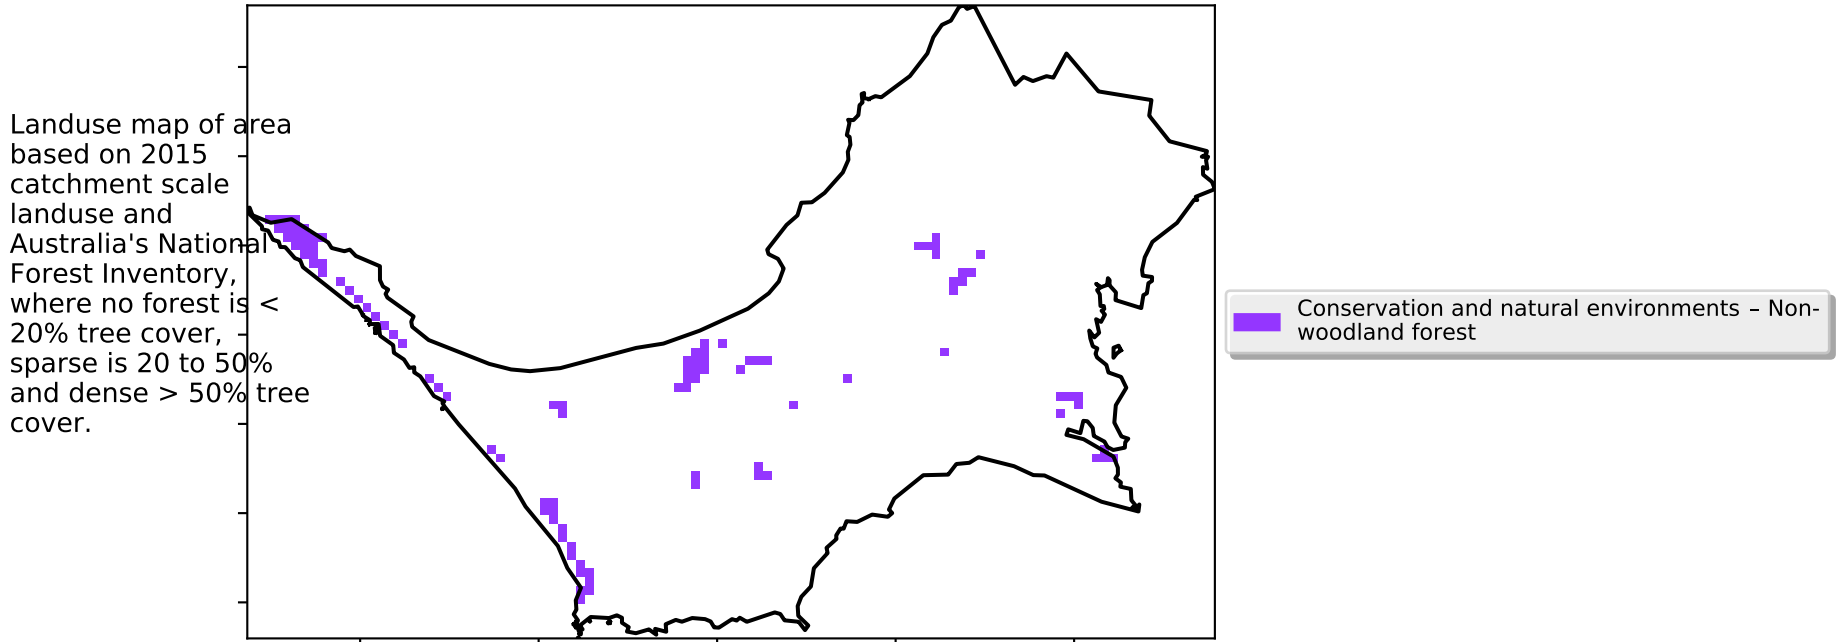 Landuse map of area
based on 2015
catchment scale
landuse and
Australia's National
Forest Inventory,
where no forest is <
20% tree cover,
sparse is 20 to 50%
and dense > 50% tree
cover.
Conservation and natural environments – Non-
woodland forest